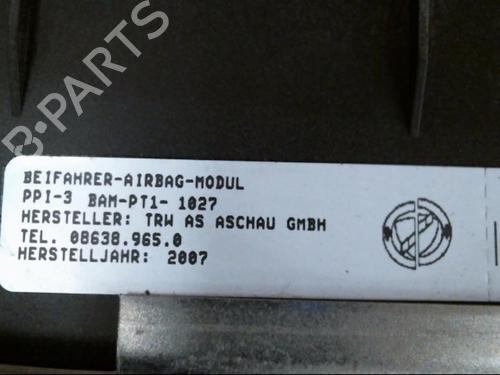 B-PARTS
BEIFAHRER-AIRBAG-MODUL
PPI-3 BAM-PT1- 1027
HERSTELLER: TRW AS ASCHAU GMBH
TEL. 08638.965.0
HERSTELLJAHR: 2007